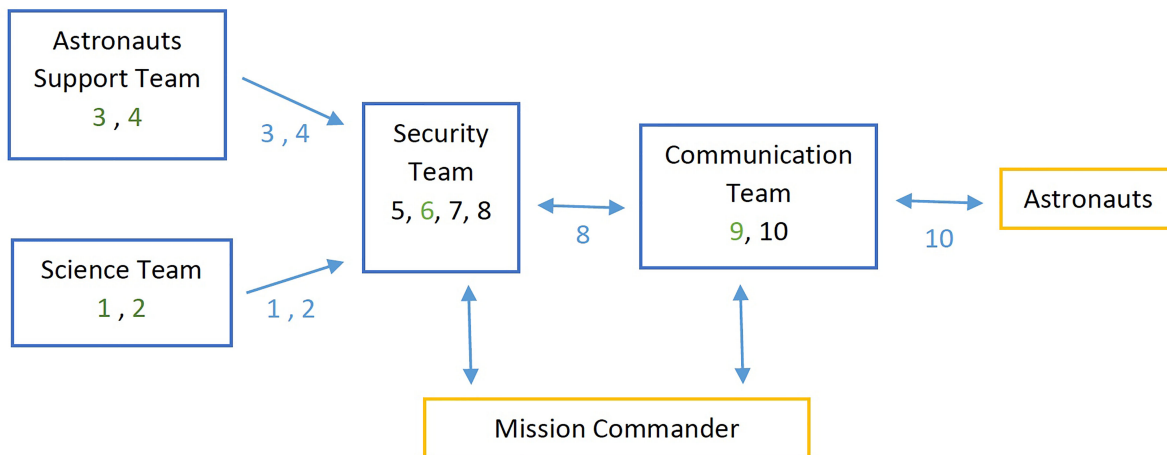 Astronauts
Support Team
3 , 4
3 , 4
Science Team
1 , 2
1 , 2
Security
Team
5, 6, 7, 8
8
Communication
Team
9, 10
10
Astronauts
Mission Commander